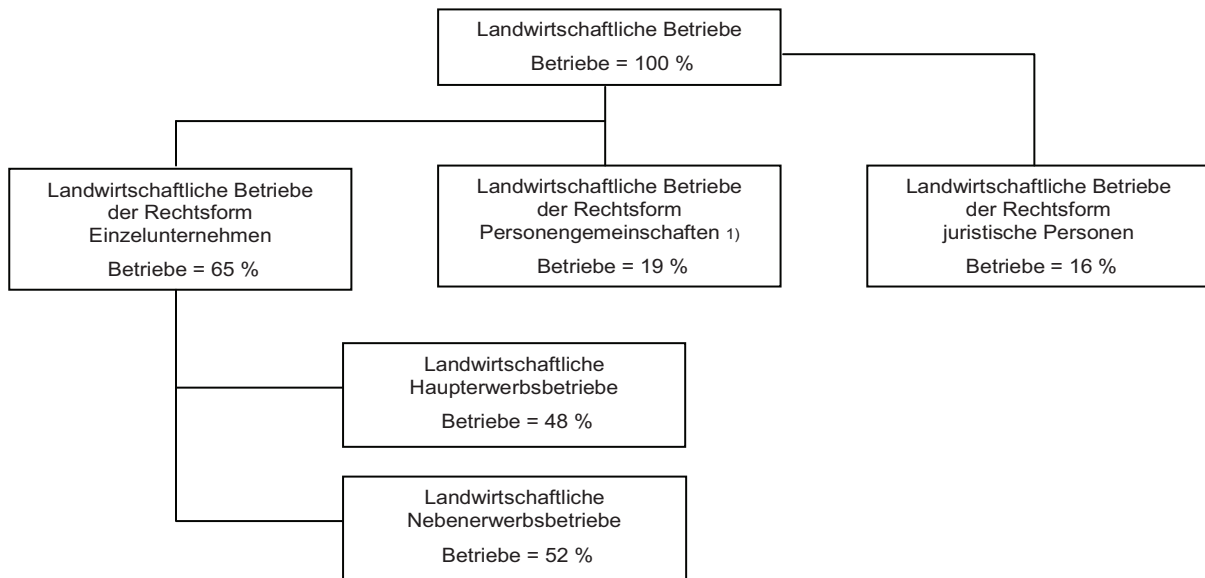 Landwirtschaftliche Betriebe
Betriebe = 100 %
Landwirtschaftliche Betriebe
der Rechtsform
Einzelunternehmen
Betriebe = 65 %
Landwirtschaftliche Betriebe
der Rechtsform
Personengemeinschaften 1)
Betriebe = 19 %
Landwirtschaftliche Betriebe
der Rechtsform
juristische Personen
Betriebe = 16 %
Landwirtschaftliche
Haupterwerbsbetriebe
Betriebe = 48 %
Landwirtschaftliche
Nebenerwerbsbetriebe
Betriebe = 52 %